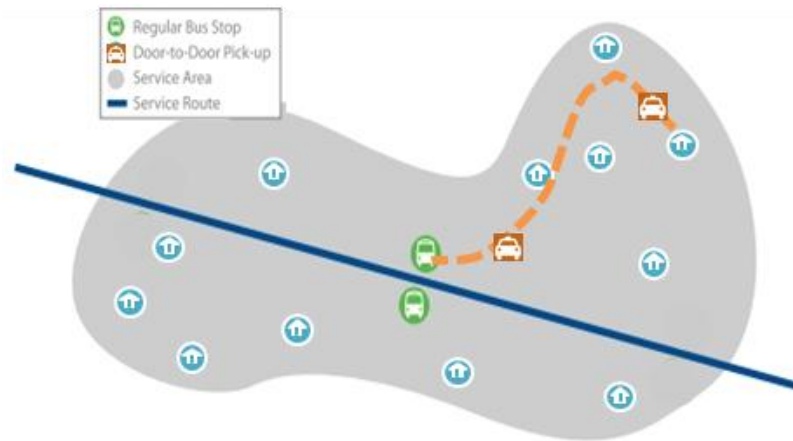 Regular Bus Stop
Door-to-Door Pick-up
Service Area
Service Route